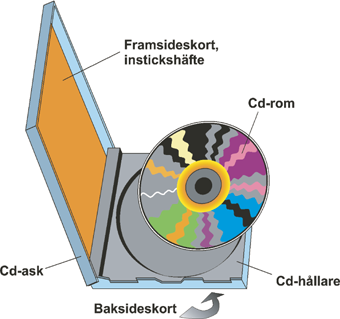 Framsideskort,
instickshäfte
Cd-rom
Cd-ask
Cd-hållare
Baksideskort